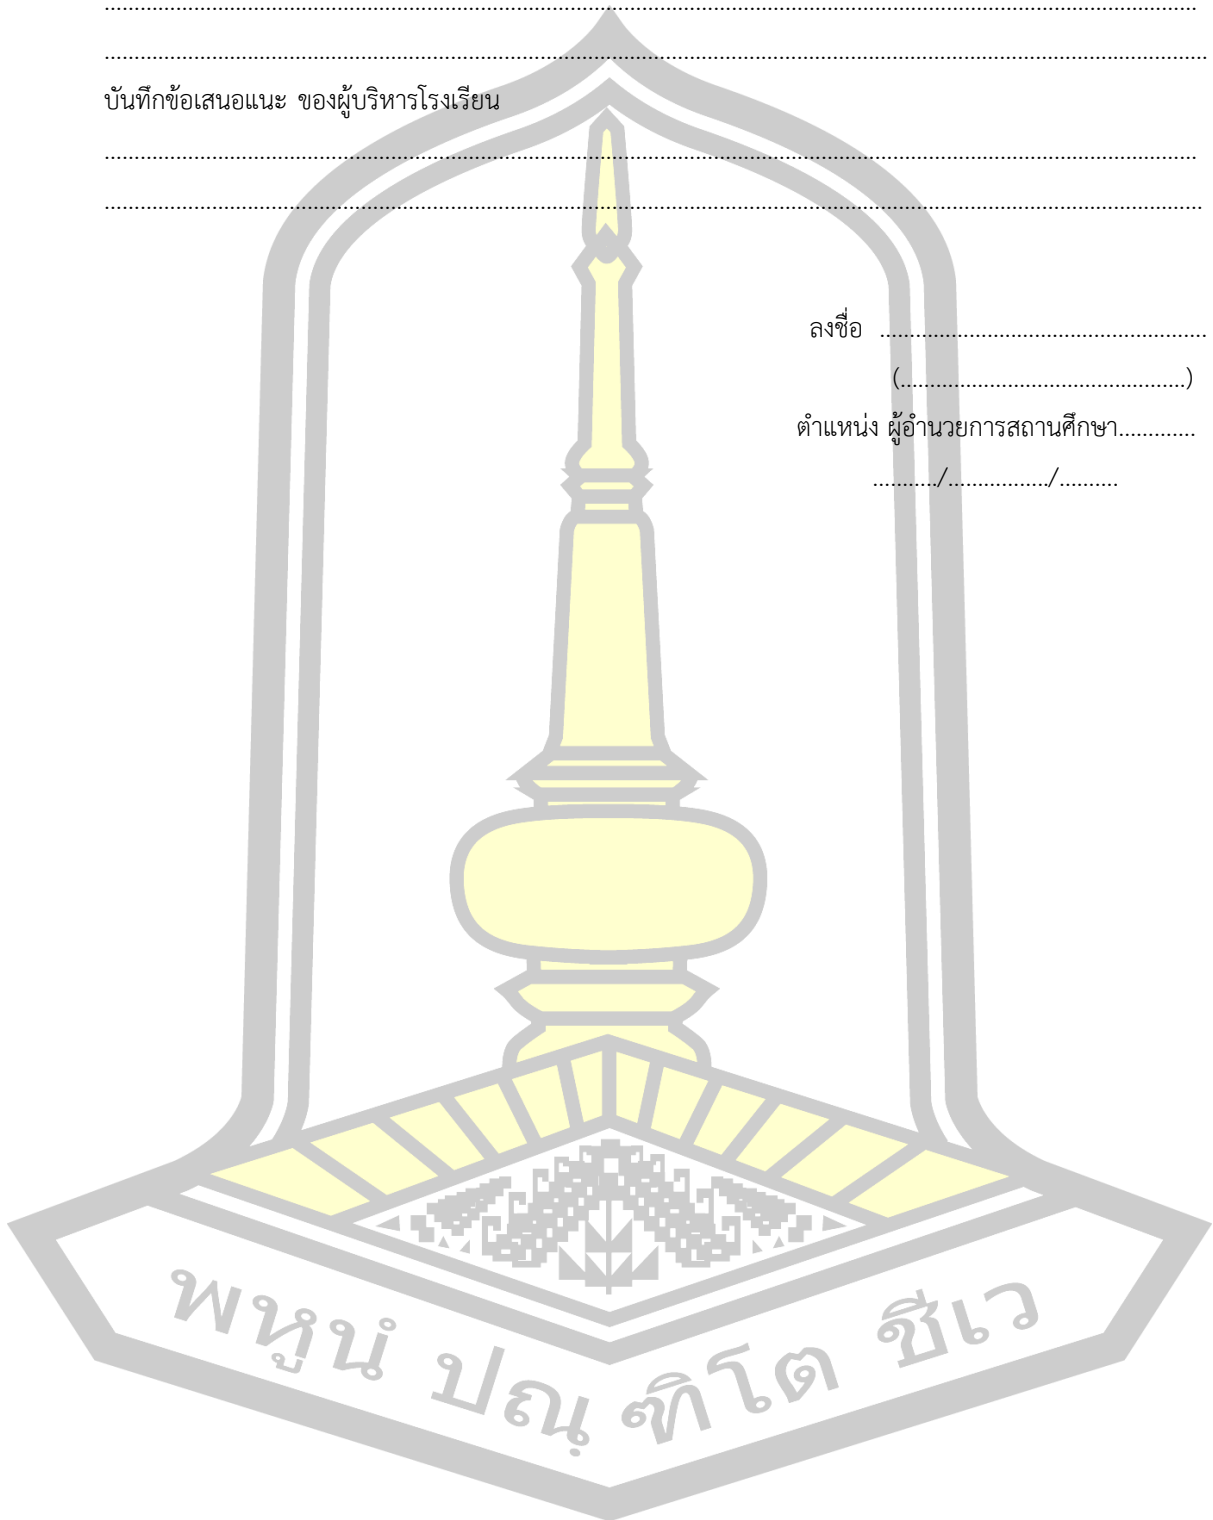 ................................................................................................................................................................
................................................................................................................................................................
บันทึกข้อเสนอแนะ ของผู้บริหารโรงเรียน
................................................................................................................................................................
................................................................................................................................................................
ลงชื่อ ......................................................
(...............................................)
ตำแหน่ง ผู้อำนวยการสถานศึกษา.............
.........../................./..........
พหูนํ ปณฺฑิโต ชีเว